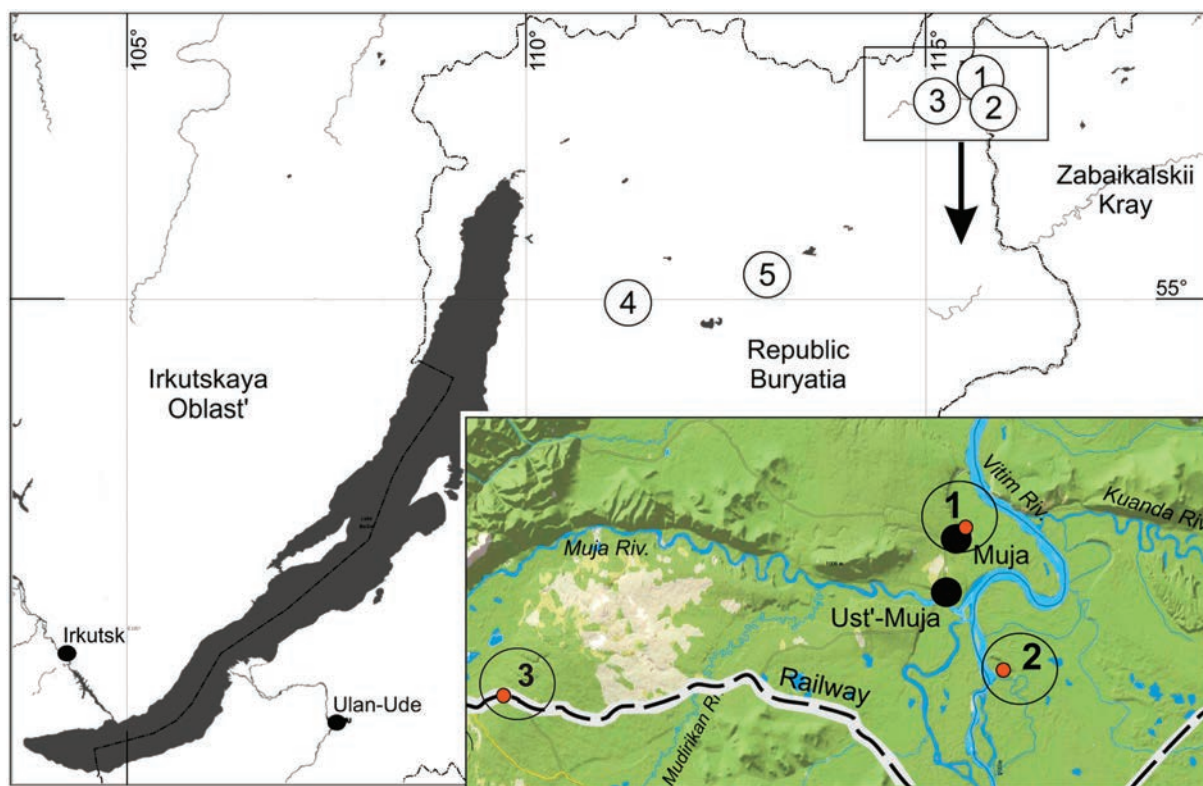 105°
110°
115°
1
3
2
Zabaikalskii
Kray
5
4
55°
Republic
Buryatia
Irkutskaya
Oblast'
Irkutsk
Ulan-Ude
Vitim Riv.
Kuanda Riv.
1
Muja
Muja Riv.
Ust'-Muja
2
3
Railway
Mudirikan Riv.